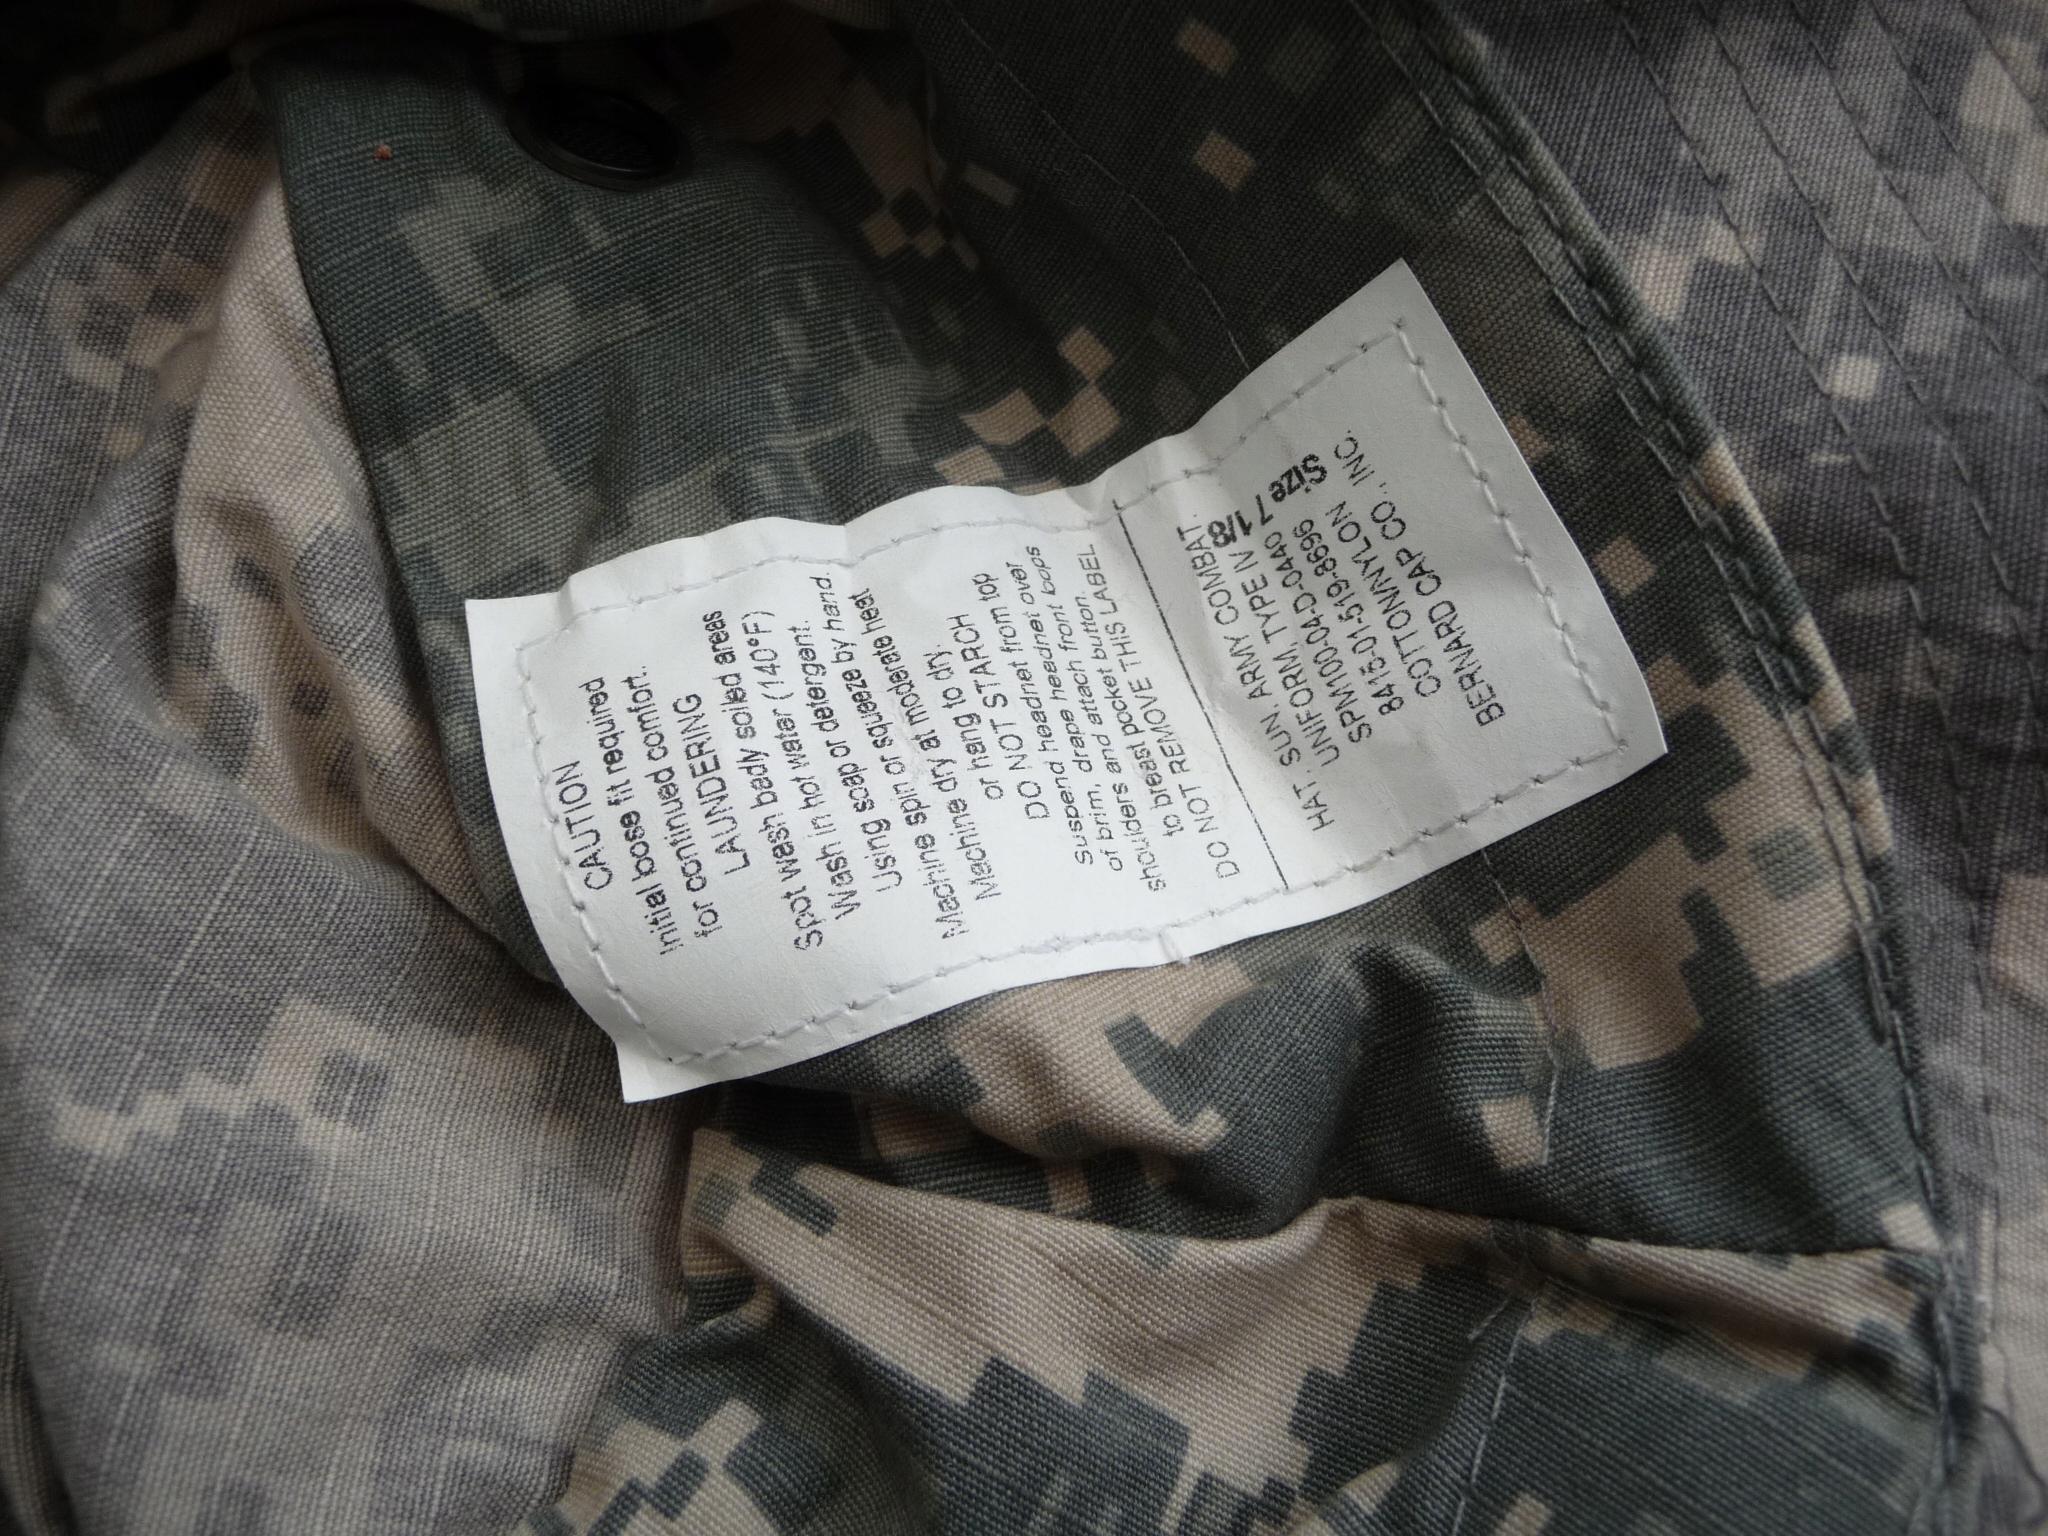 CAUTION
Initial loose fit required
for continued comfort.
LAUNDERING
Spot wash badly soiled areas
Wash in hot water (140°F)
Using soap or detergent.
Machine spin or squeeze by hand.
Machine dry at moderate heat
or hang to dry.
DO NOT STARCH
Suspend headnet from top
of brim, drape headnet over
shoulders and attach front loops
to breast pocket button.
DO NOT REMOVE THIS LABEL
Size 7 1/8
HAT, SUN, ARMY COMBAT
UNIFORM, TYPE IV
SPM100-04-D-0440
8415-01-519-8696
COTTON/NYLON
BERNARD CAP CO., INC.